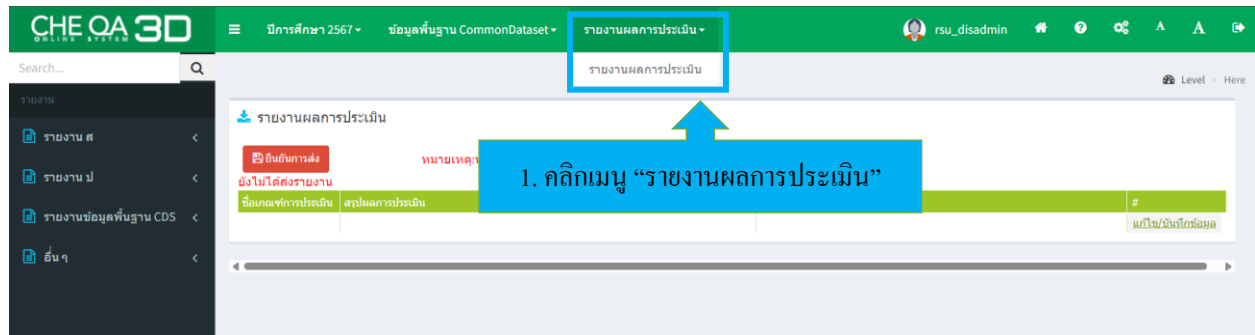 CHE QA 3D
ONLINE SYSTEM
ปีการศึกษา 2567
ข้อมูลพื้นฐาน CommonDataset
รายงานผลการประเมิน
rsu_disadmin
A
A
Search...
รายงานผลการประเมิน
Level > Here
รายงาน
รายงานผลการประเมิน
รายงาน ส
ยืนยันการส่ง
หมายเหตุ:
1. คลิกเมนู “รายงานผลการประเมิน”
รายงาน ป
ยังไม่ได้ส่งรายงาน
ชื่อเกณฑ์การประเมิน
สรุปผลการประเมิน
#
รายงานข้อมูลพื้นฐาน CDS
แก้ไข/บันทึกข้อมูล
อื่น ๆ